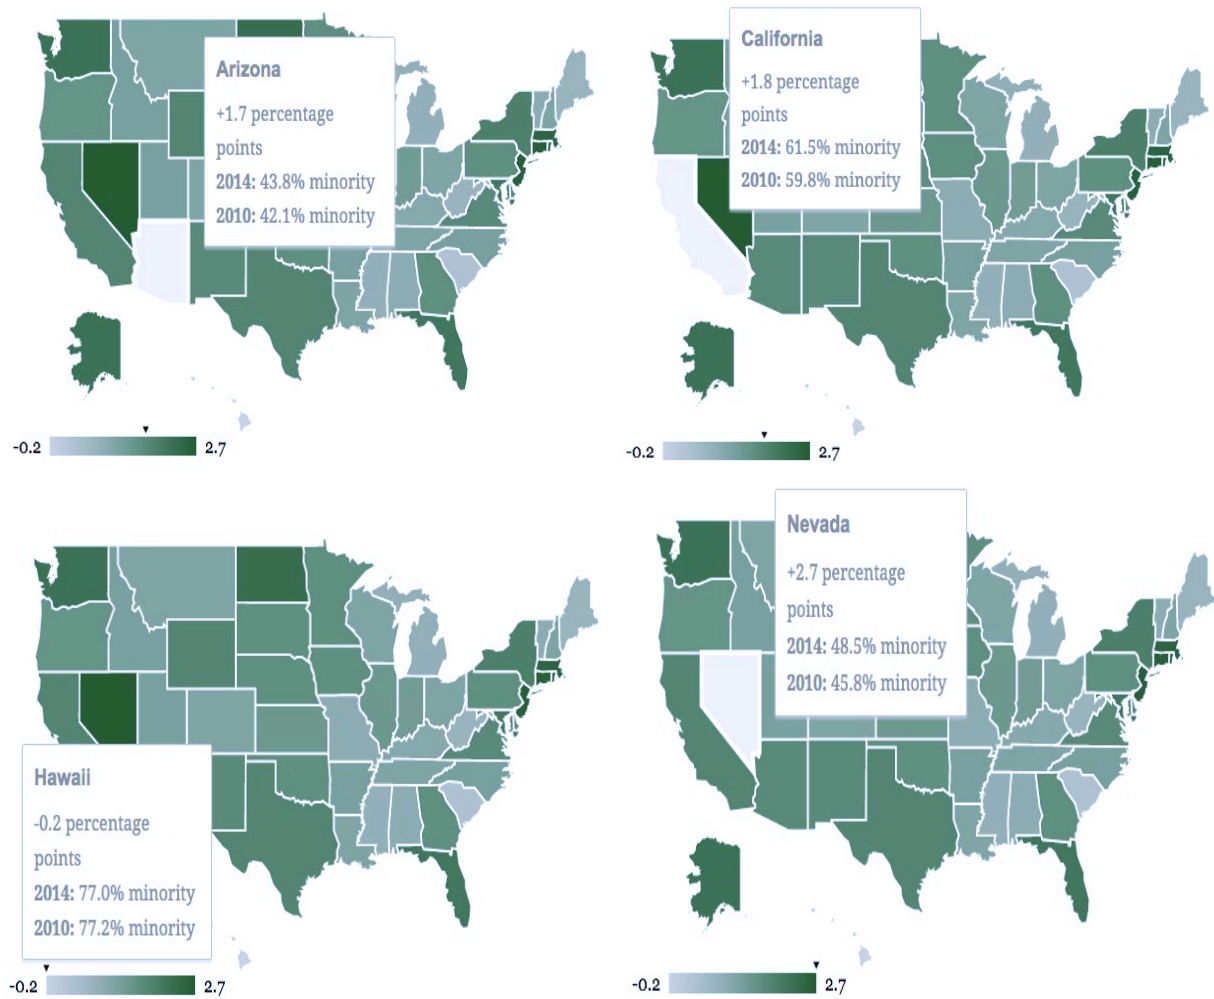 Arizona
+1.7 percentage
points
2014: 43.8% minority
2010: 42.1% minority
-0.2
2.7
California
+1.8 percentage
points
2014: 61.5% minority
2010: 59.8% minority
-0.2
2.7
Hawaii
-0.2 percentage
points
2014: 77.0% minority
2010: 77.2% minority
-0.2
2.7
Nevada
+2.7 percentage
points
2014: 48.5% minority
2010: 45.8% minority
-0.2
2.7